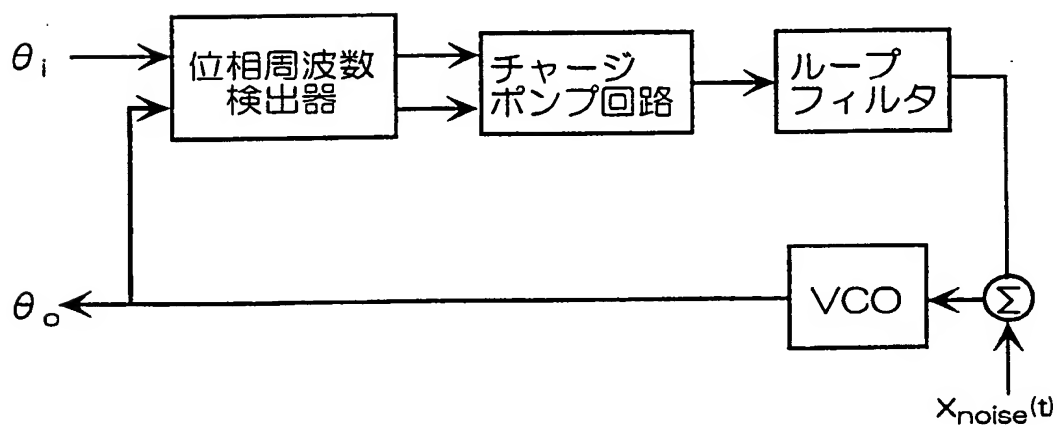 θi
位相周波数
検出器
チャージ
ポンプ回路
ループ
フィルタ
θo
VCO
Σ
xnoise(t)